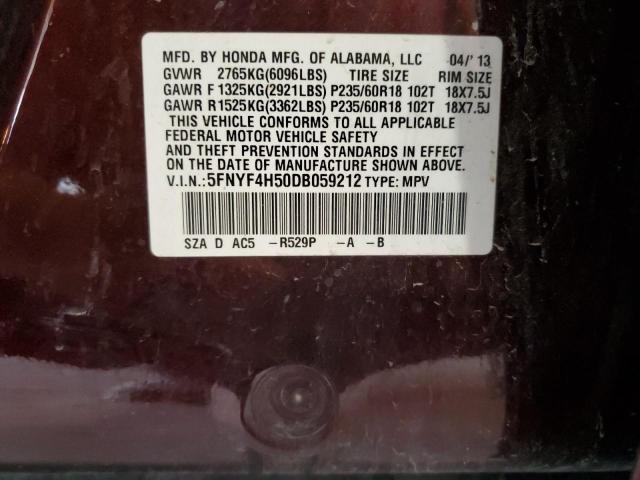 MFD. BY HONDA MFG. OF ALABAMA, LLC 04/'13
GVWR 2765KG(6096LBS) TIRE SIZE RIM SIZE
GAWR F 1325KG(2921LBS) P235/60R18 102T 18X7.5J
GAWR R1525KG(3362LBS) P235/60R18 102T 18X7.5J
THIS VEHICLE CONFORMS TO ALL APPLICABLE
FEDERAL MOTOR VEHICLE SAFETY
AND THEFT PREVENTION STANDARDS IN EFFECT
ON THE DATE OF MANUFACTURE SHOWN ABOVE.
V.I.N.:5FNYF4H50DB059212 TYPE: MPV
SZA D AC5 -R529P -A -B